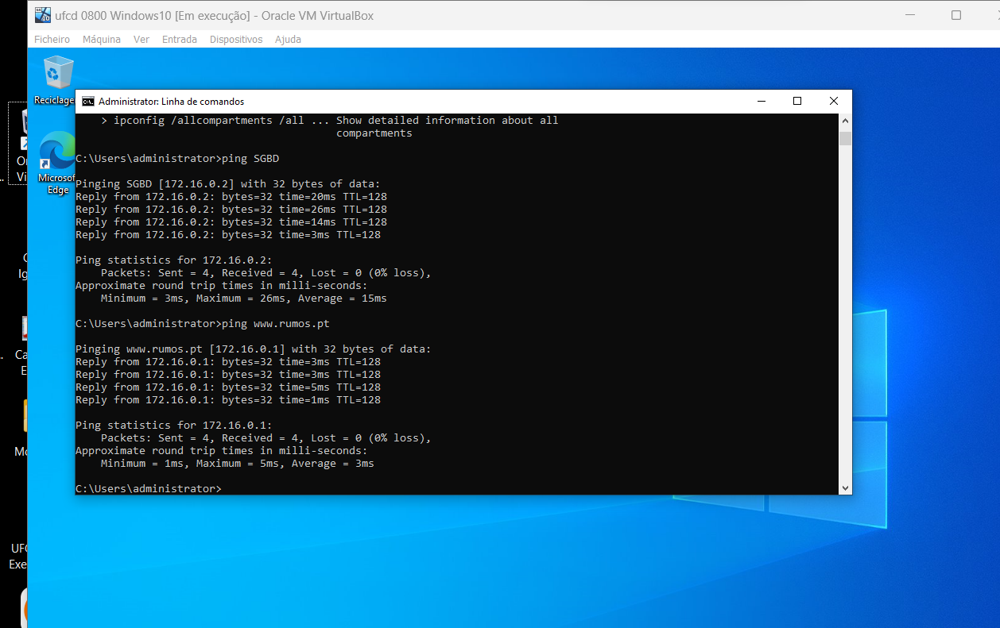 ufcd 0800 Windows10 [Em execução] - Oracle VM VirtualBox
Ficheiro Máquina Ver Entrada Dispositivos Ajuda
Reciclage
Microsof
Edge
Administrator: Linha de comandos
> ipconfig /allcompartments /all ... Show detailed information about all
compartments
C:\Users\administrator>ping SGBD
Pinging SGBD [172.16.0.2] with 32 bytes of data:
Reply from 172.16.0.2: bytes=32 time=20ms TTL=128
Reply from 172.16.0.2: bytes=32 time=26ms TTL=128
Reply from 172.16.0.2: bytes=32 time=14ms TTL=128
Reply from 172.16.0.2: bytes=32 time=3ms TTL=128
Ping statistics for 172.16.0.2:
Packets: Sent = 4, Received = 4, Lost = 0 (0% loss),
Approximate round trip times in milli-seconds:
Minimum = 3ms, Maximum = 26ms, Average = 15ms
C:\Users\administrator>ping www.rumos.pt
Pinging www.rumos.pt [172.16.0.1] with 32 bytes of data:
Reply from 172.16.0.1: bytes=32 time=3ms TTL=128
Reply from 172.16.0.1: bytes=32 time=3ms TTL=128
Reply from 172.16.0.1: bytes=32 time=5ms TTL=128
Reply from 172.16.0.1: bytes=32 time=1ms TTL=128
Ping statistics for 172.16.0.1:
Packets: Sent = 4, Received = 4, Lost = 0 (0% loss),
Approximate round trip times in milli-seconds:
Minimum = 1ms, Maximum = 5ms, Average = 3ms
C:\Users\administrator>